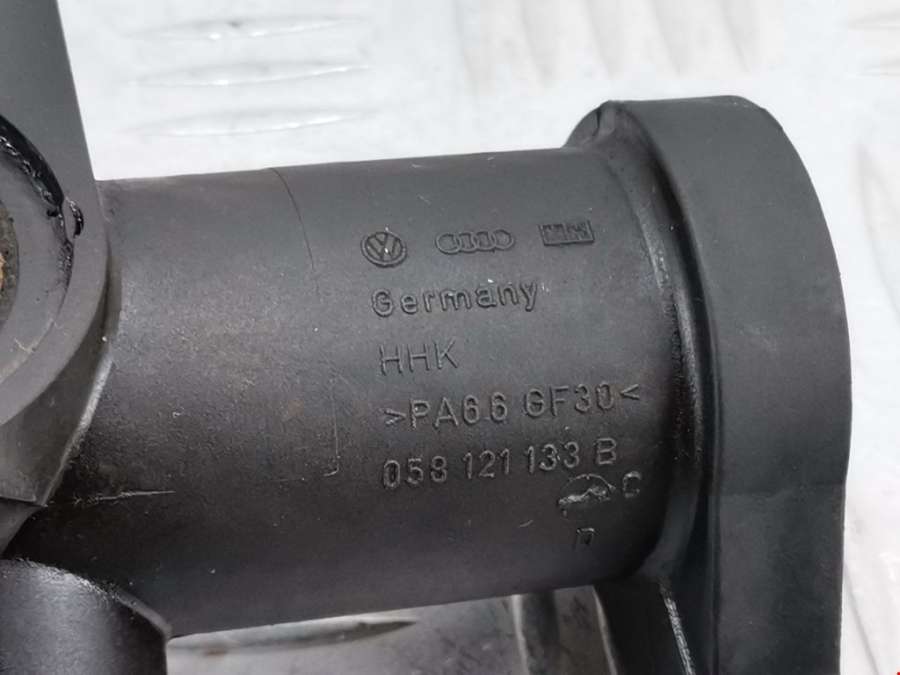 Germany
HHK
>PA66 GF30<
058 121 133 B
C